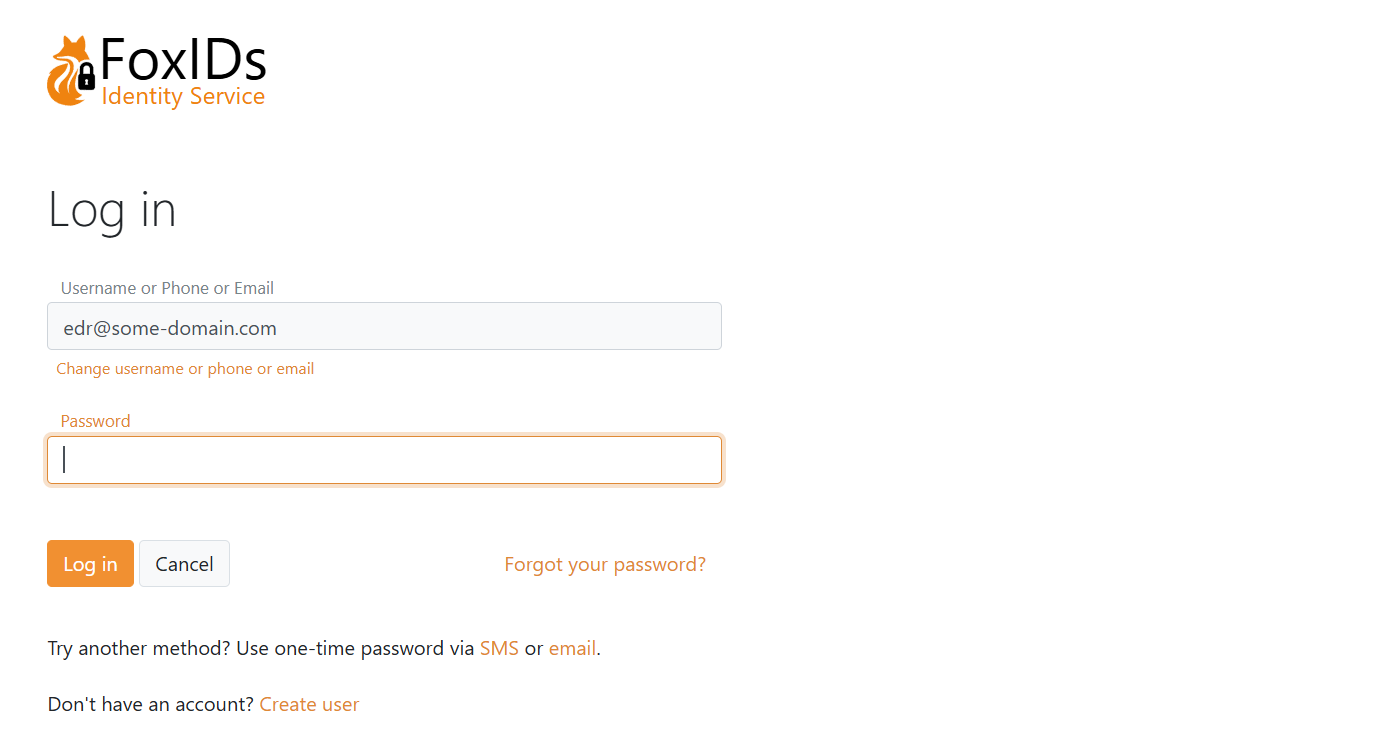 FoxIDs
Identity Service
Log in
Username or Phone or Email
edr@some-domain.com
Change username or phone or email
Password
Log in Cancel Forgot your password?
Try another method? Use one-time password via SMS or email.
Don't have an account? Create user